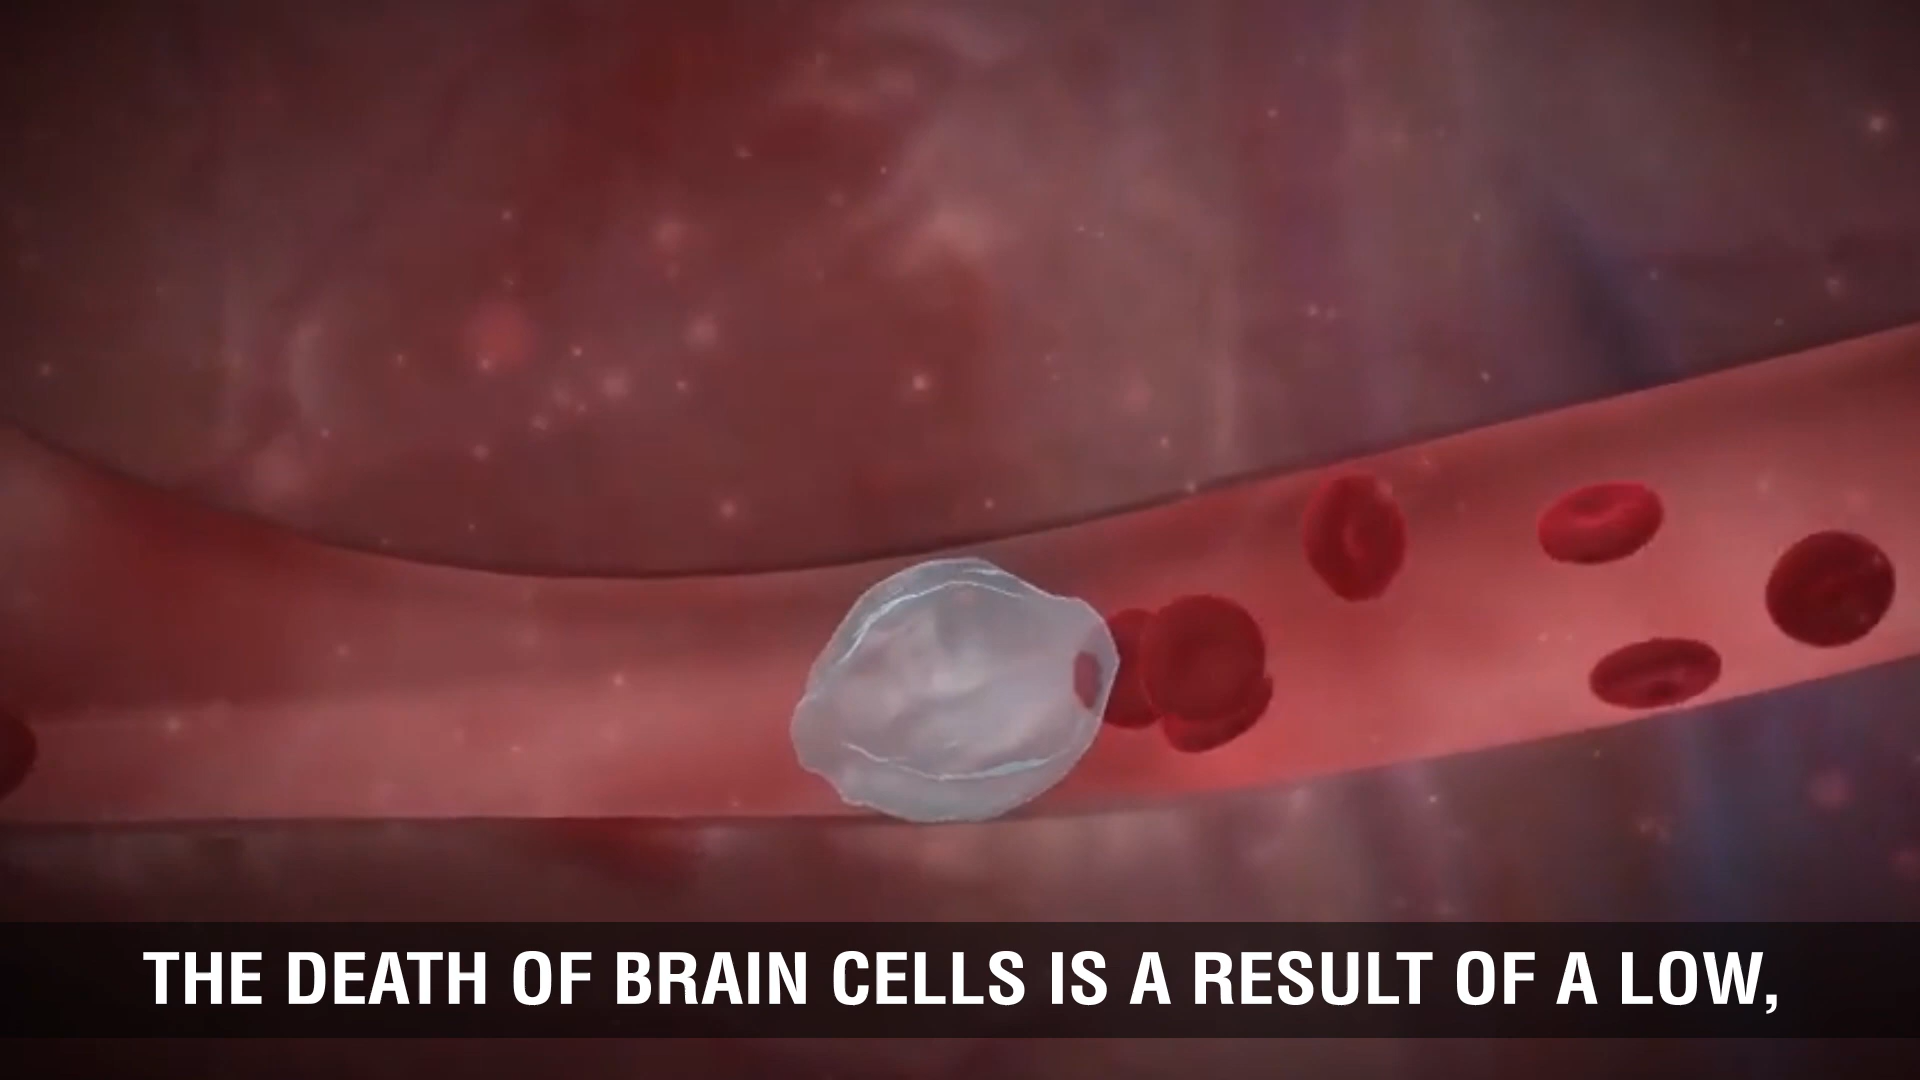 THE DEATH OF BRAIN CELLS IS A RESULT OF A LOW,